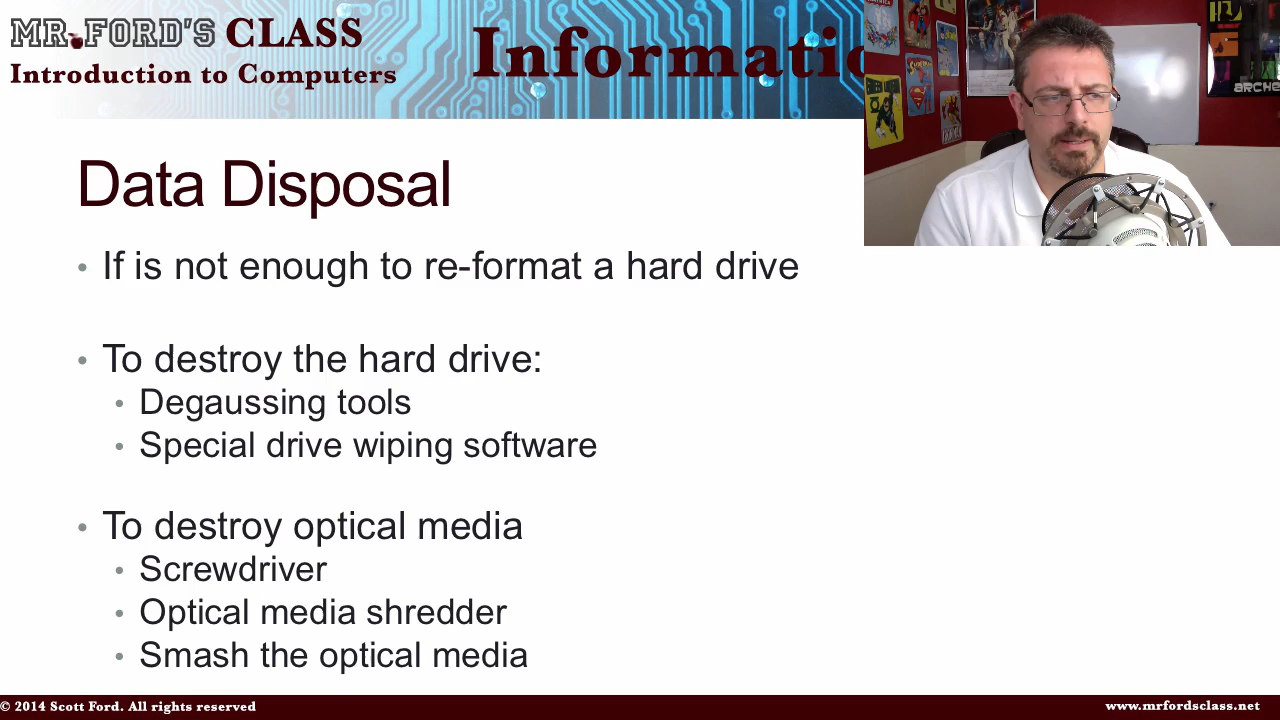 MR.FORD'S CLASS
Introduction to Computers
Informatio
ARCHE
Data Disposal
• If is not enough to re-format a hard drive
• To destroy the hard drive:
• Degaussing tools
• Special drive wiping software
• To destroy optical media
• Screwdriver
• Optical media shredder
• Smash the optical media
© 2014 Scott Ford. All rights reserved
www.mrfordsclass.net